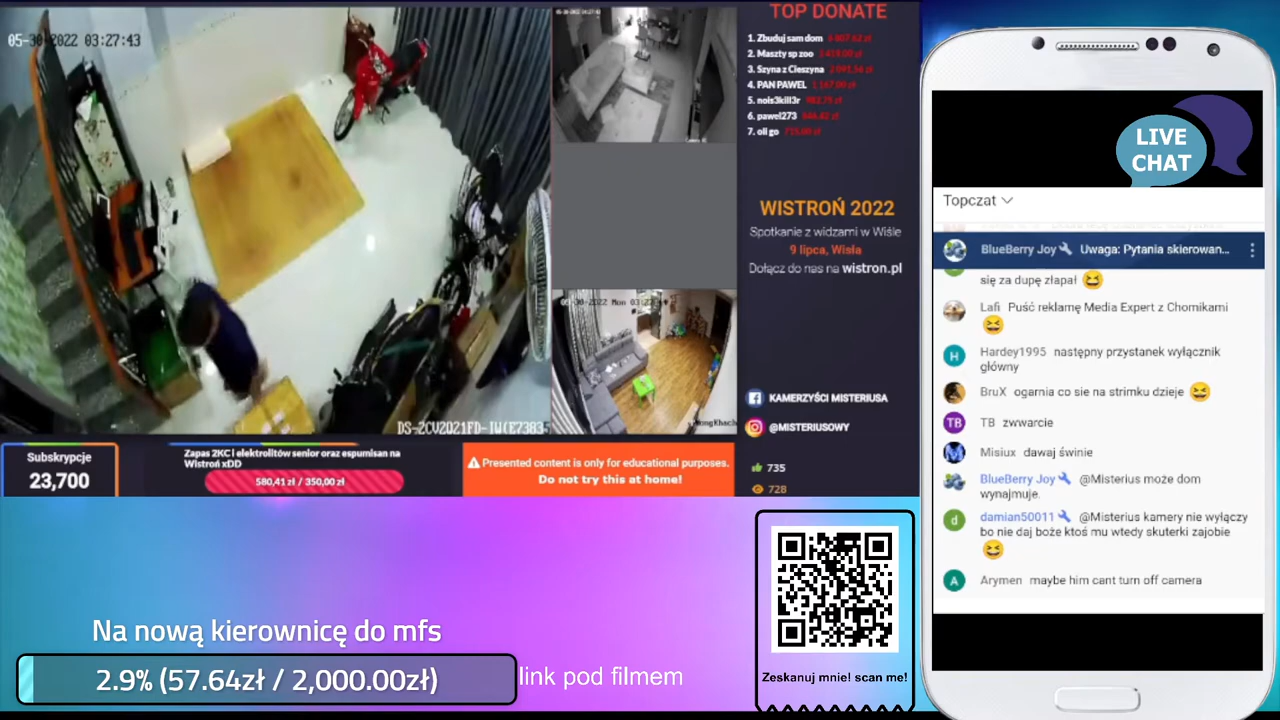 05-30-2022 03:27:43
DS-2CV2021FD-IW(E7383
TOP DONATE
1. Zbuduj sam dom
2. Maszty sp zoo
3. Szyna z Cieszyna
4. PAN PAWEL
5. nois3kill3r
6. pawel273
7. oli go
WISTROŃ 2022
Spotkanie z widzami w Wiśle
9 lipca, Wisła
Dołącz do nas na wistron.pl
KAMERZYŚCI MISTERIUSA
@MISTERIUSOWY
735
728
Subskrypcje
23,700
Zapas 2KC i elektrolitów senior oraz espumisan na
Wistroń xDD
580,41 zł / 350,00 zł
Presented content is only for educational purposes.
Do not try this at home!
Na nową kierownicę do mfs
2.9% (57.64zł / 2,000.00zł)
link pod filmem
Zeskanuj mnie! scan me!
LIVE
CHAT
Topczat
BlueBerry Joy Uwaga: Pytania skierowan...
się za dupę złapał 😆
Lafi Puść reklamę Media Expert z Chomikami
😆
Hardey1995 następny przystanek wyłącznik
główny
BruX ogarnia co sie na strimku dzieje 😆
TB TB zwwarcie
Misiux dawaj świnie
BlueBerry Joy @Misterius może dom
wynajmuje.
d damian50011 @Misterius kamery nie wyłączy
bo nie daj boże ktoś mu wtedy skuterki zajobie
😆
A Arymen maybe him cant turn off camera